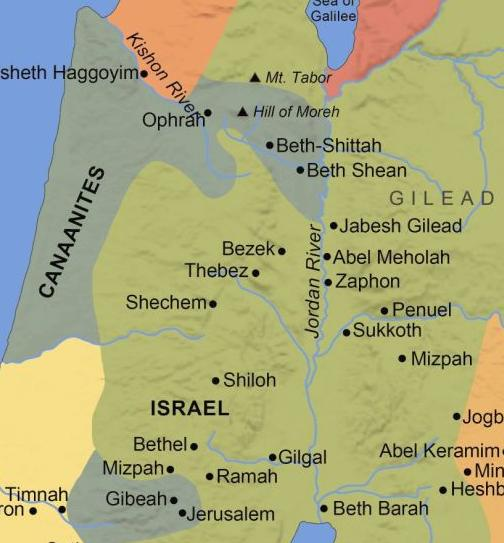 Sea of
Galilee
Kishon River
sheth Haggoyim
Mt. Tabor
Hill of Moreh
Ophrah
Beth-Shittah
Beth Shean
CANAANITES
GILEAD
Jabesh Gilead
Jordan River
Bezek
Abel Meholah
Thebez
Zaphon
Shechem
Penuel
Sukkoth
Mizpah
Shiloh
ISRAEL
Jogb
Bethel
Abel Keramim
Gilgal
Mizpah
Ramah
Min
Heshb
Timnah
Gibeah
ron
Jerusalem
Beth Barah